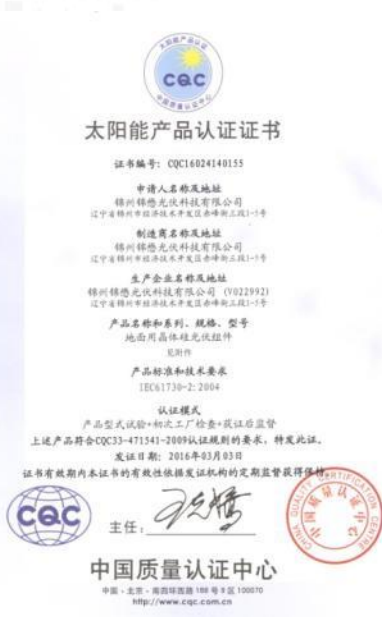 太阳能产品认证
CQC
中国质量认证中心
太阳能产品认证证书
证书编号: CQC16024140155
申请人名称及地址
锦州锦懋光伏科技有限公司
辽宁省锦州市经济技术开发区赤峰街三段1-5号
制造商名称及地址
锦州锦懋光伏科技有限公司
辽宁省锦州市经济技术开发区赤峰街三段1-5号
生产企业名称及地址
锦州锦懋光伏科技有限公司 (V022992)
辽宁省锦州市经济技术开发区赤峰街三段1-5号
产品名称和系列、规格、型号
地面用晶体硅光伏组件
见附件
产品标准和技术要求
IEC61730-2:2004
认证模式
产品型式试验+初次工厂检查+获证后监督
上述产品符合CQC33-471541-2009认证规则的要求，特发此证。
发证日期: 2016年03月03日
证书有效期内本证书的有效性依据发证机构的定期监督获得保持。
CHINA QUALITY CERTIFICATION CENTRE
中国质量认证中心
CQC
主任:
中国质量认证中心
中国·北京·南四环西路 188 号 9 区 100070
http://www.cqc.com.cn